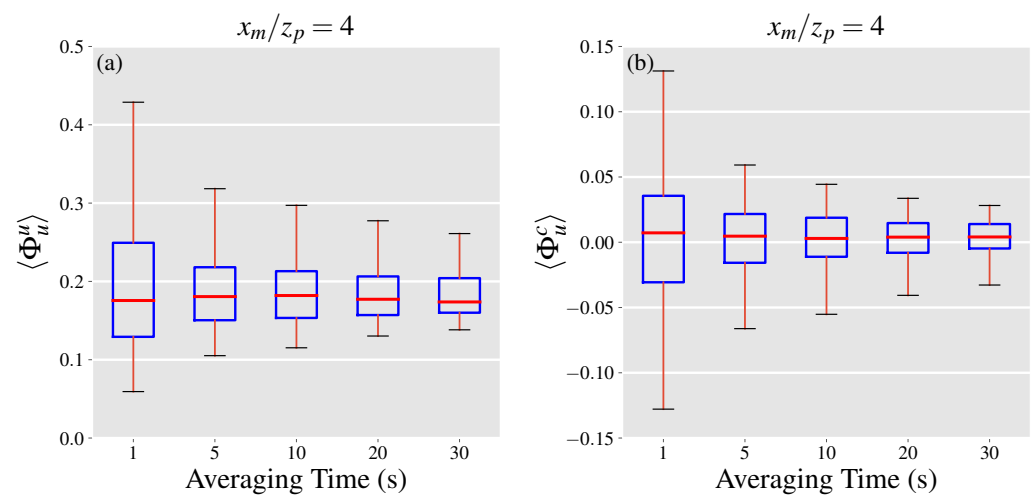 x_m/z_p = 4
(a)
0.5
0.4
0.3
0.2
0.1
0.0
⟨Φ_u^u⟩
1 5 10 20 30
Averaging Time (s)
x_m/z_p = 4
(b)
0.15
0.10
0.05
0.00
−0.05
−0.10
−0.15
⟨Φ_u^c⟩
1 5 10 20 30
Averaging Time (s)